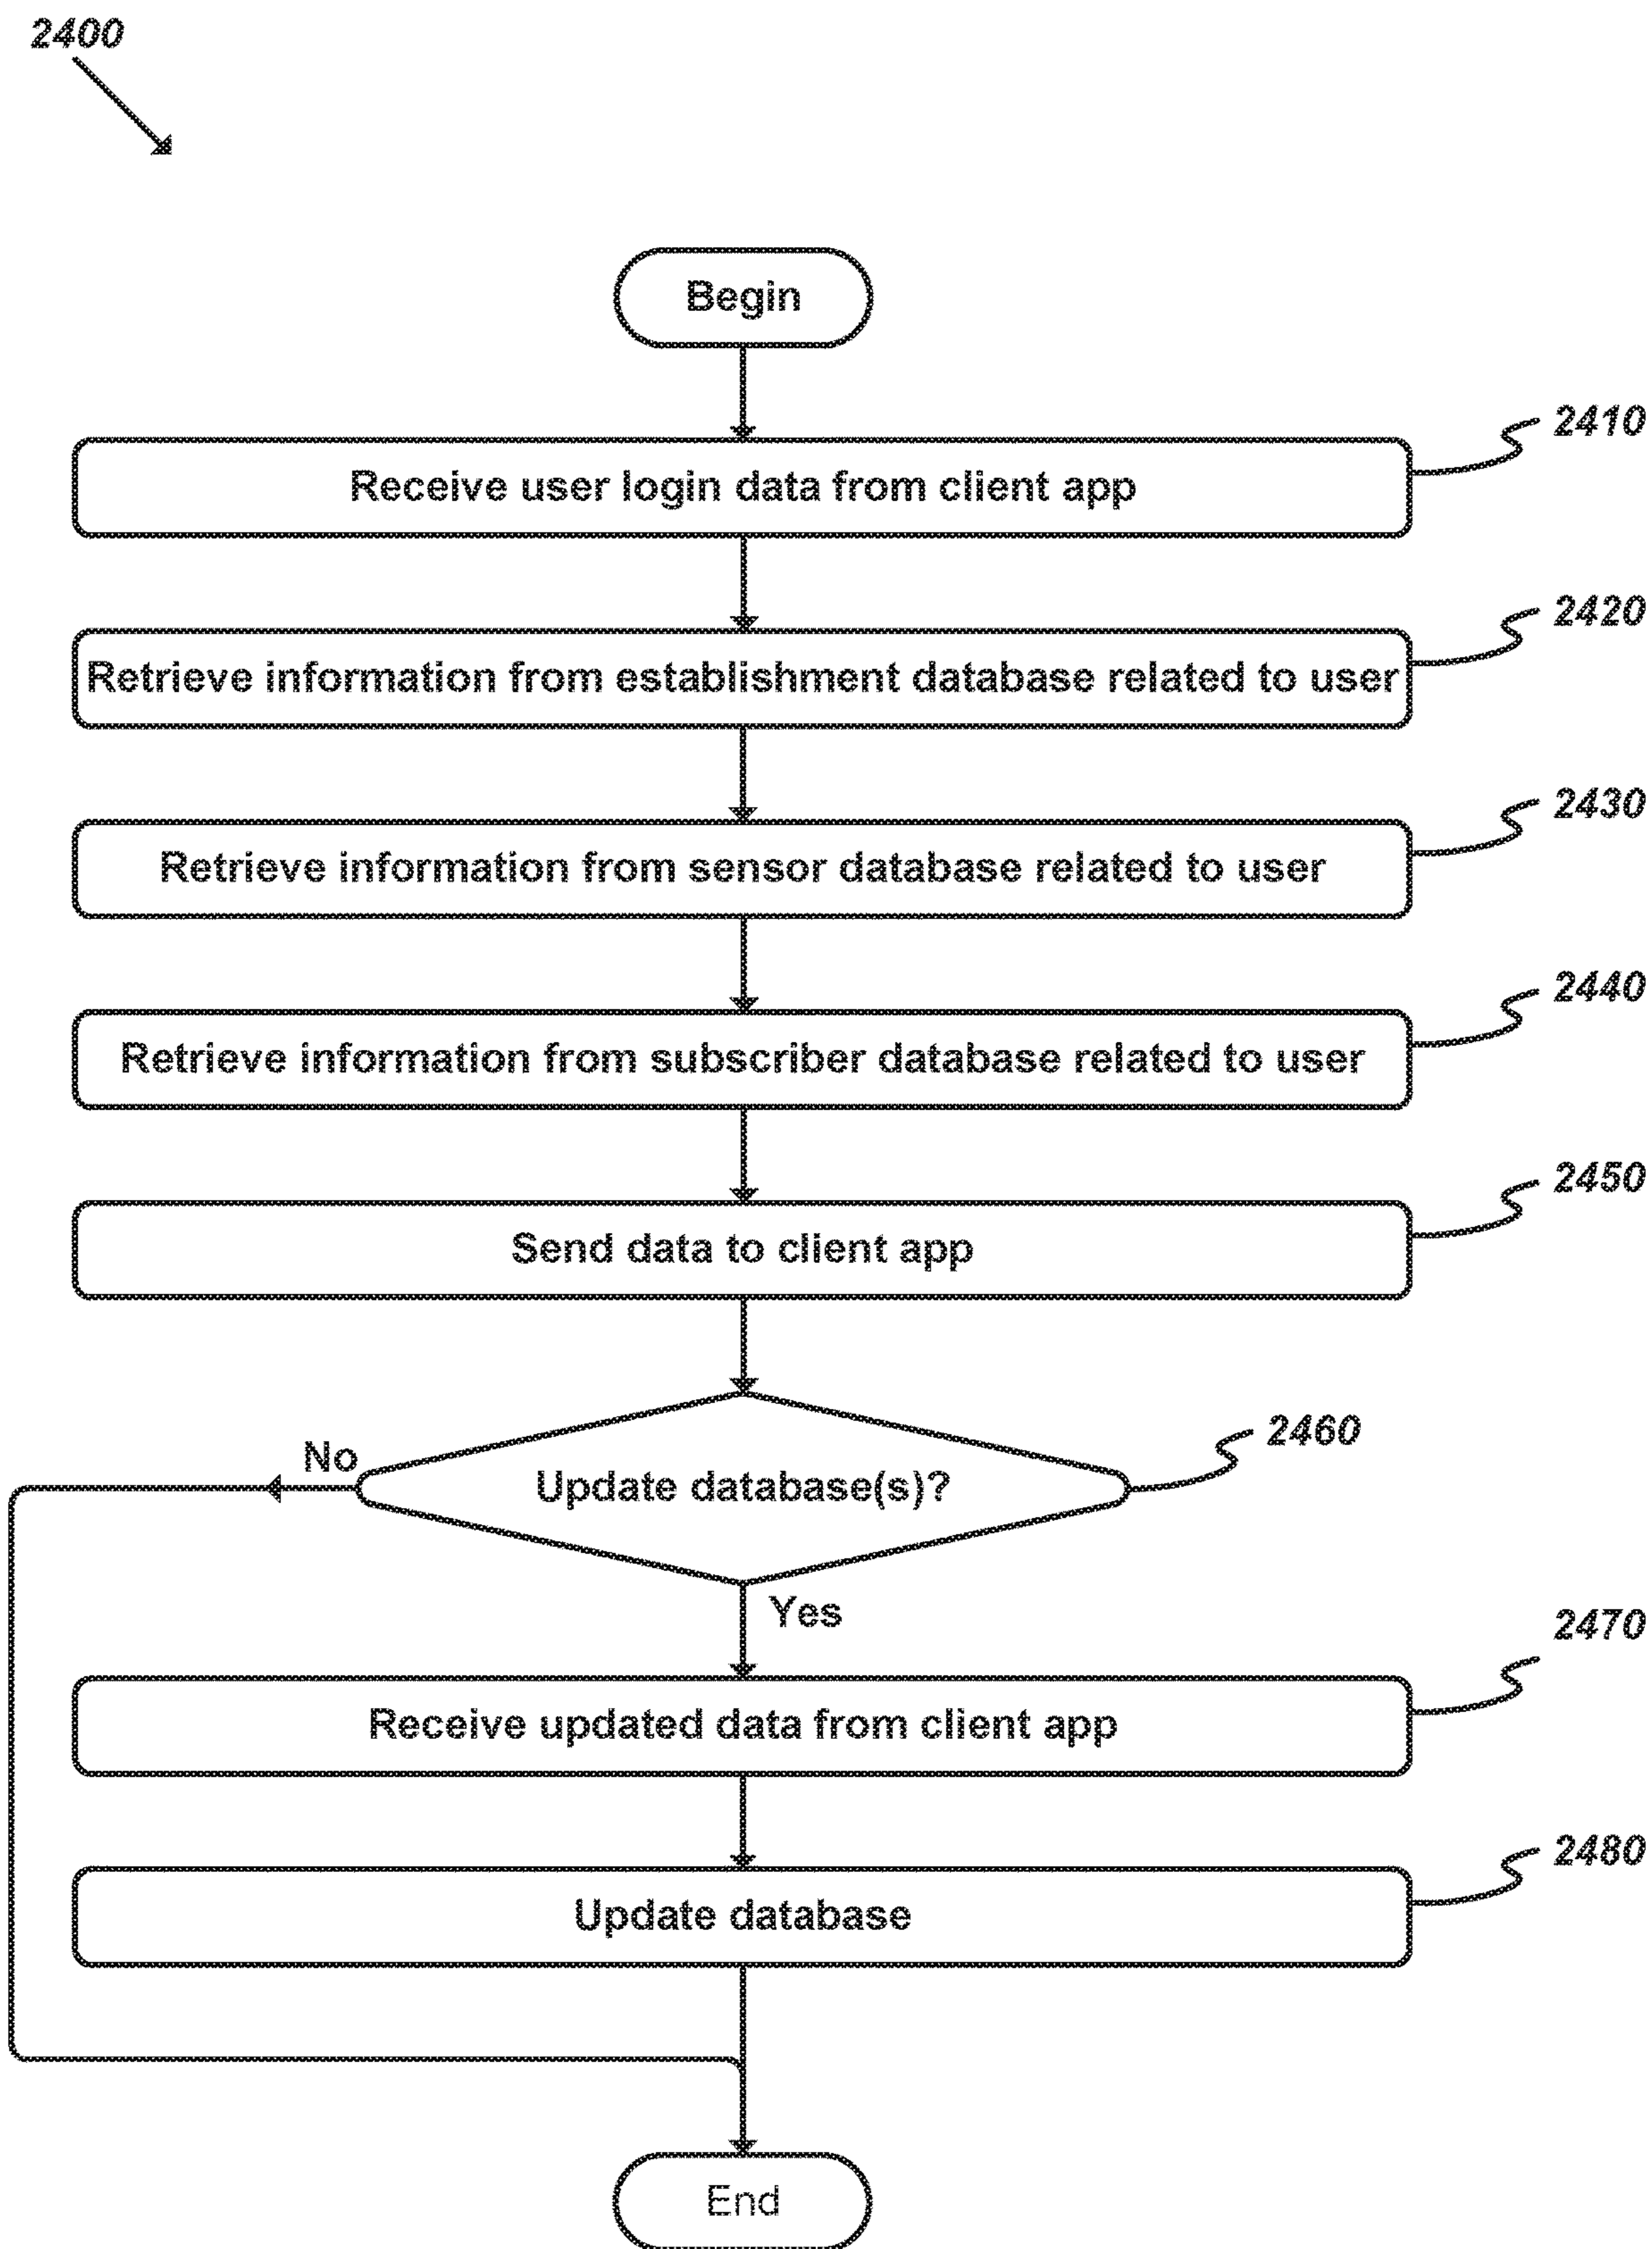 2400
Begin
2410
Receive user login data from client app
2420
Retrieve information from establishment database related to user
2430
Retrieve information from sensor database related to user
2440
Retrieve information from subscriber database related to user
2450
Send data to client app
2460
No
Update database(s)?
Yes
2470
Receive updated data from client app
2480
Update database
End